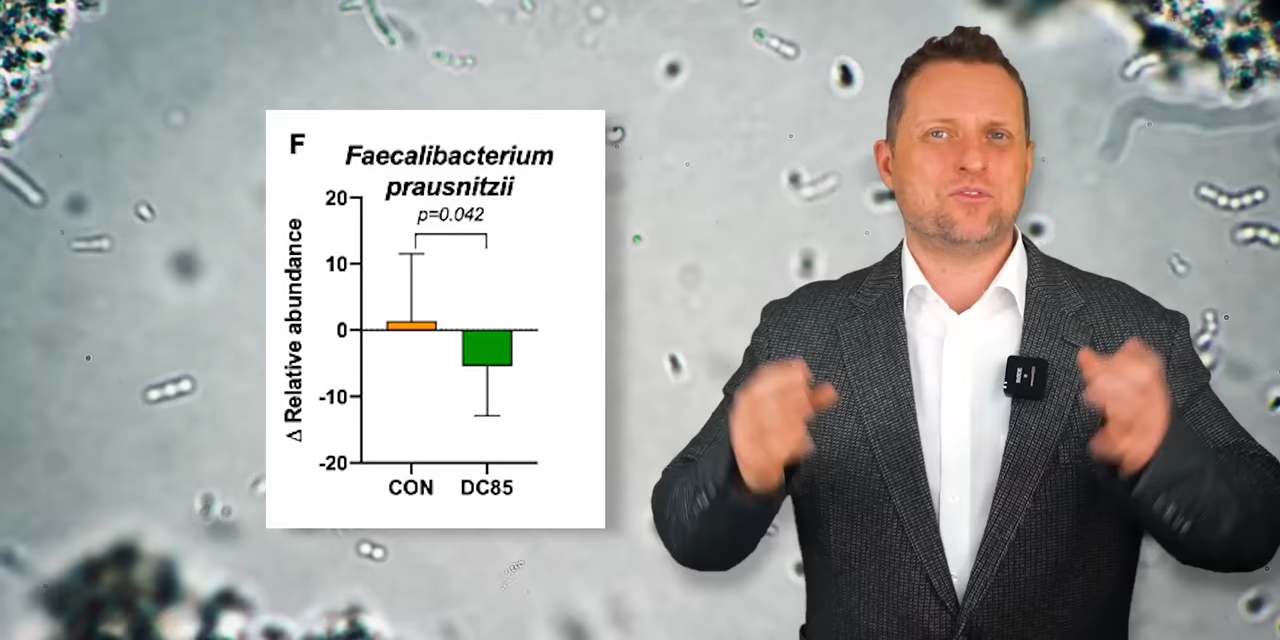 F
Faecalibacterium
prausnitzii
p=0.042
Δ Relative abundance
20
10
0
-10
-20
CON
DC85